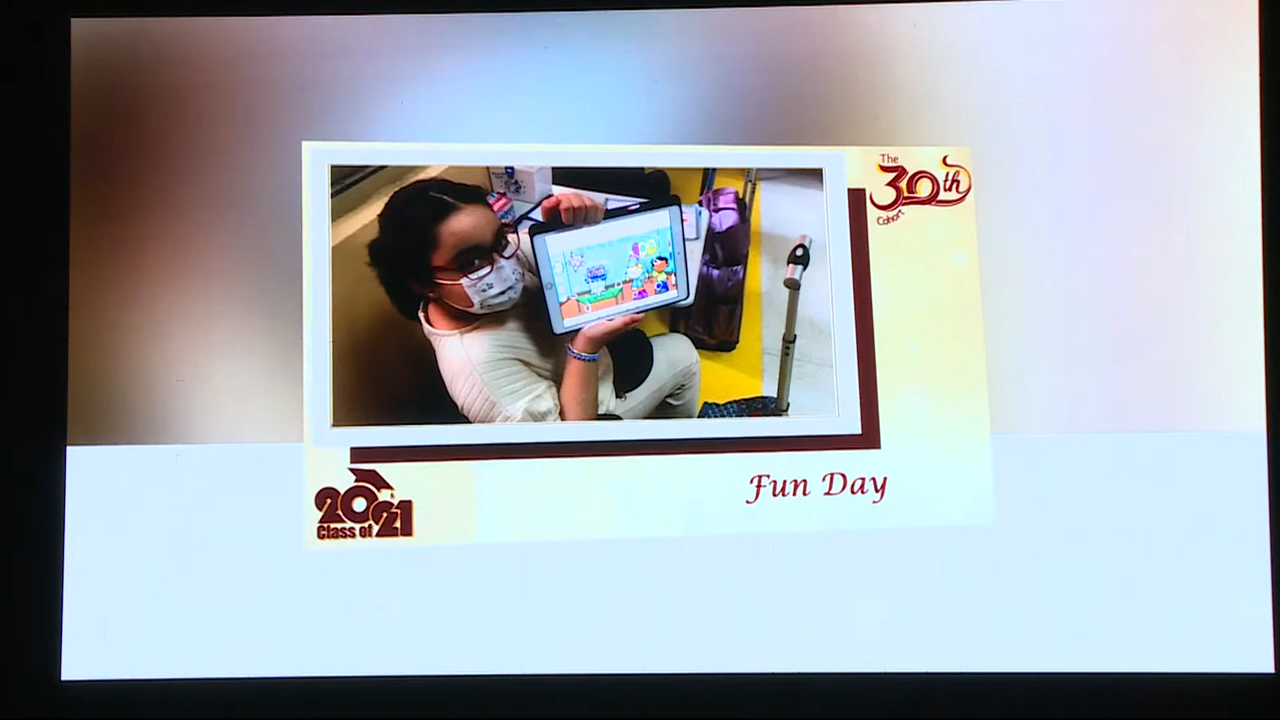 The
30th
Cohort
Fun Day
2021
Class of